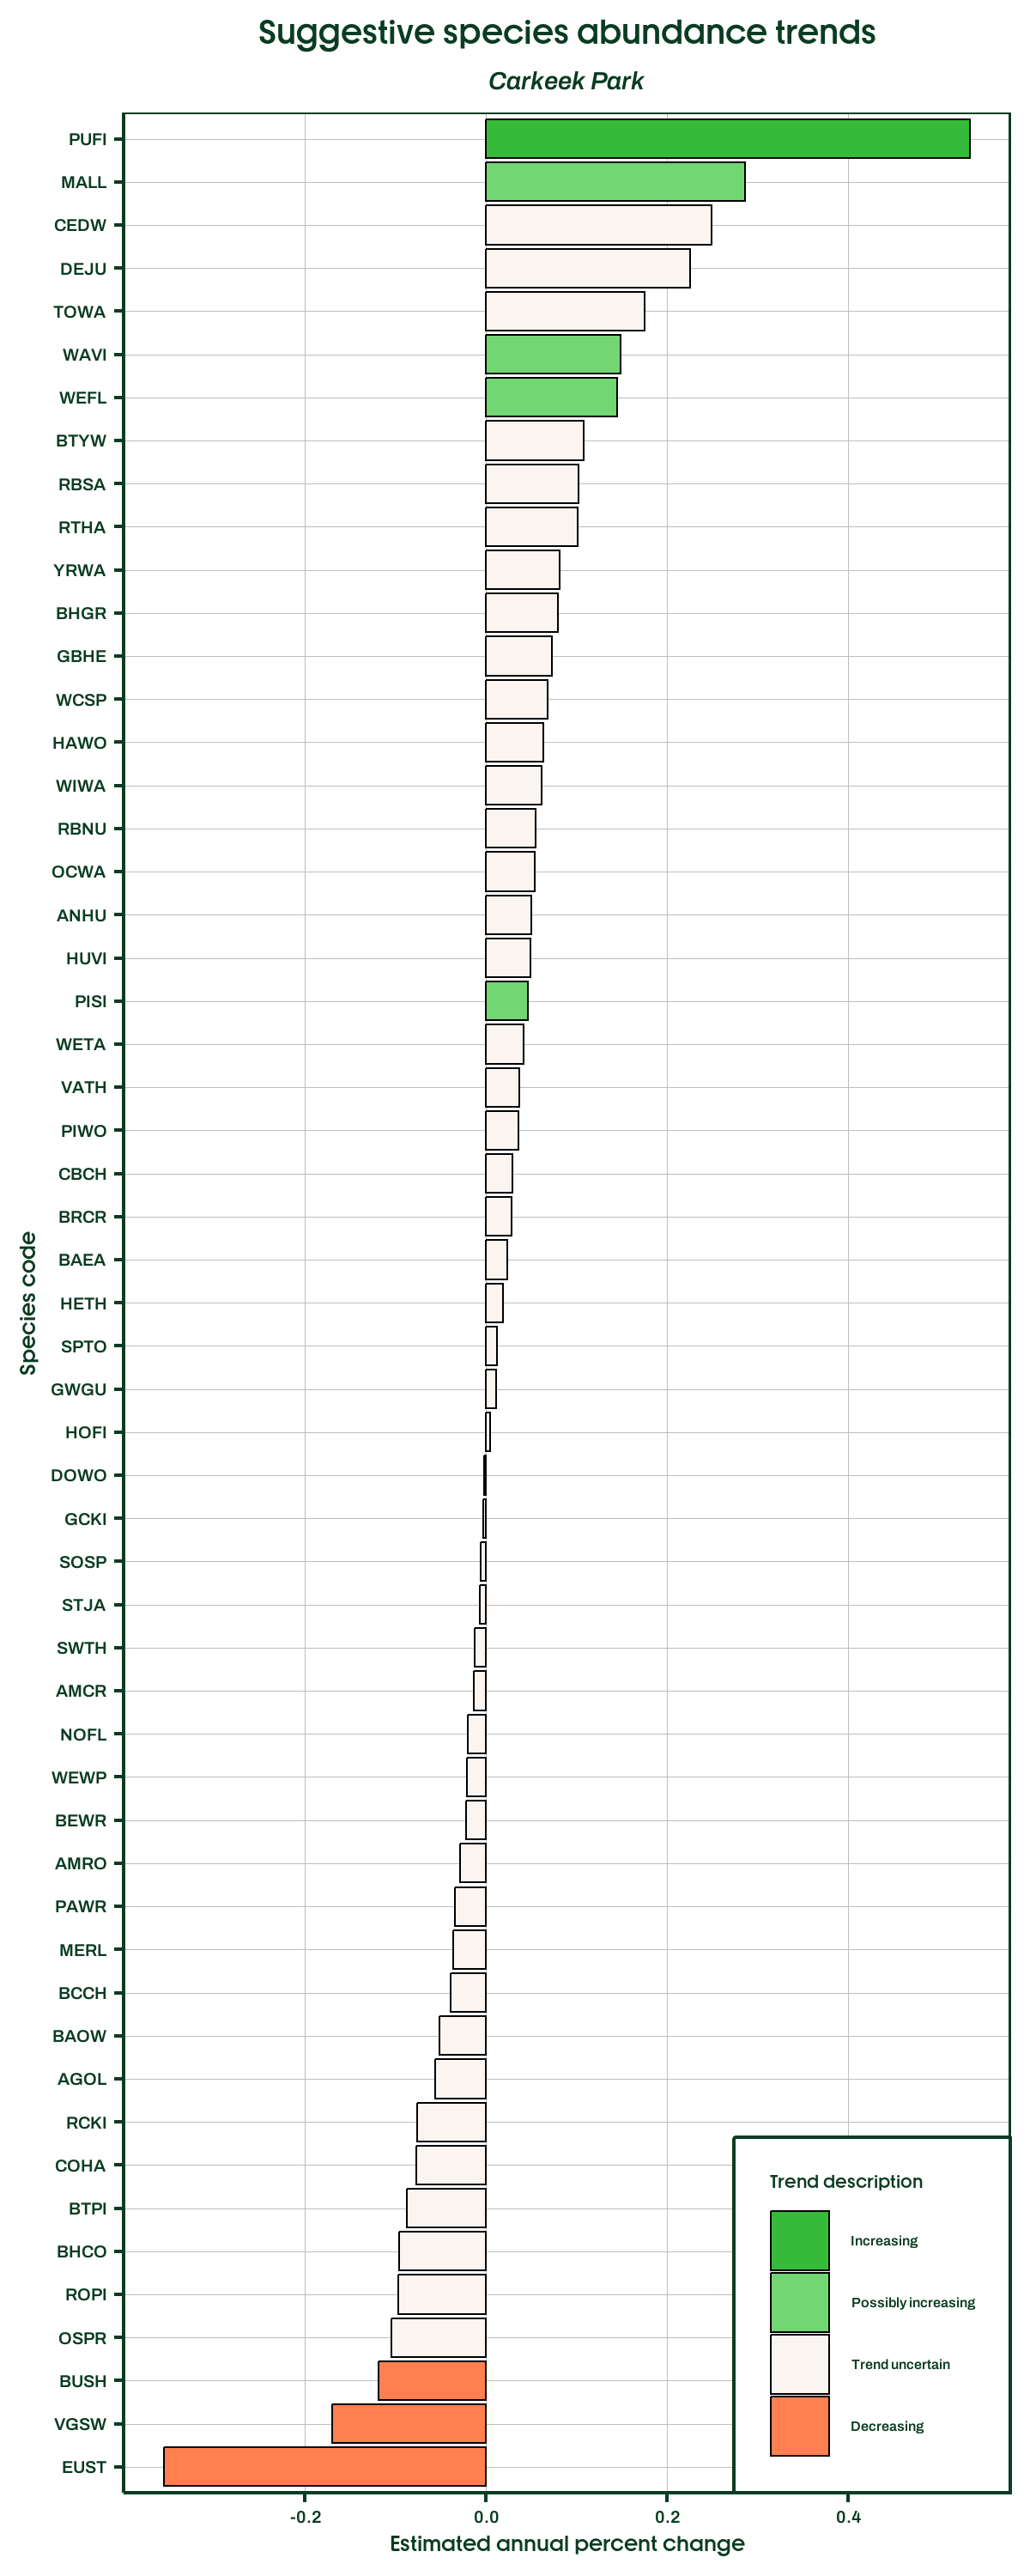 Suggestive species abundance trends
Carkeek Park
PUFI
MALL
CEDW
DEJU
TOWA
WAVI
WEFL
BTYW
RBSA
RTHA
YRWA
BHGR
GBHE
WCSP
HAWO
WIWA
RBNU
OCWA
ANHU
HUVI
PISI
WETA
VATH
PIWO
CBCH
BRCR
BAEA
HETH
SPTO
GWGU
HOFI
DOWO
GCKI
SOSP
STJA
SWTH
AMCR
NOFL
WEWP
BEWR
AMRO
PAWR
MERL
BCCH
BAOW
AGOL
RCKI
COHA
BTPI
BHCO
ROPI
OSPR
BUSH
VGSW
EUST
Species code
Trend description
Increasing
Possibly increasing
Trend uncertain
Decreasing
-0.2 0.0 0.2 0.4
Estimated annual percent change